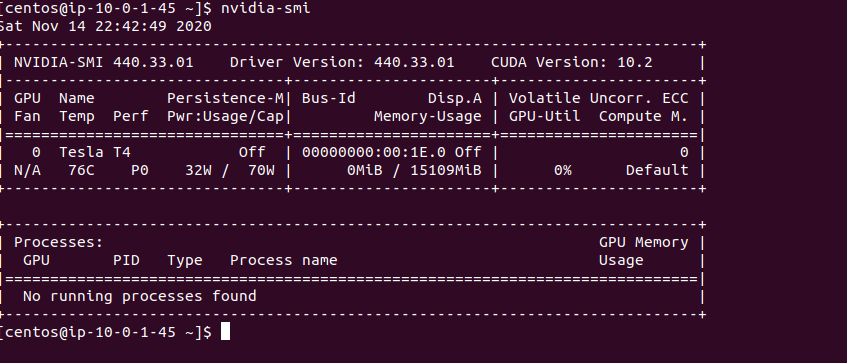 [centos@ip-10-0-1-45 ~]$ nvidia-smi
Sat Nov 14 22:42:49 2020
+-----------------------------------------------------------------------------+
| NVIDIA-SMI 440.33.01    Driver Version: 440.33.01    CUDA Version: 10.2     |
|-------------------------------+----------------------+----------------------+
| GPU  Name        Persistence-M| Bus-Id        Disp.A | Volatile Uncorr. ECC |
| Fan  Temp  Perf  Pwr:Usage/Cap|         Memory-Usage | GPU-Util  Compute M. |
|===============================+======================+======================|
|   0  Tesla T4            Off  | 00000000:00:1E.0 Off |                    0 |
| N/A   76C    P0    32W /  70W |      0MiB / 15109MiB |      0%      Default |
+-------------------------------+----------------------+----------------------+

+-----------------------------------------------------------------------------+
| Processes:                                                       GPU Memory |
|  GPU       PID   Type   Process name                             Usage      |
|=============================================================================|
|  No running processes found                                                 |
+-----------------------------------------------------------------------------+
[centos@ip-10-0-1-45 ~]$